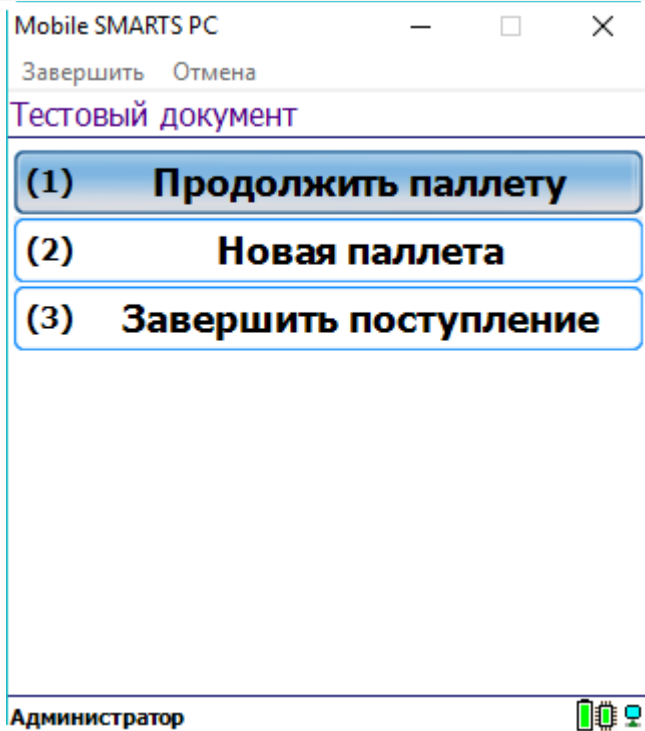 Mobile SMARTS PC
Завершить Отмена
Тестовый документ
(1) Продолжить паллету
(2) Новая паллета
(3) Завершить поступление
Администратор